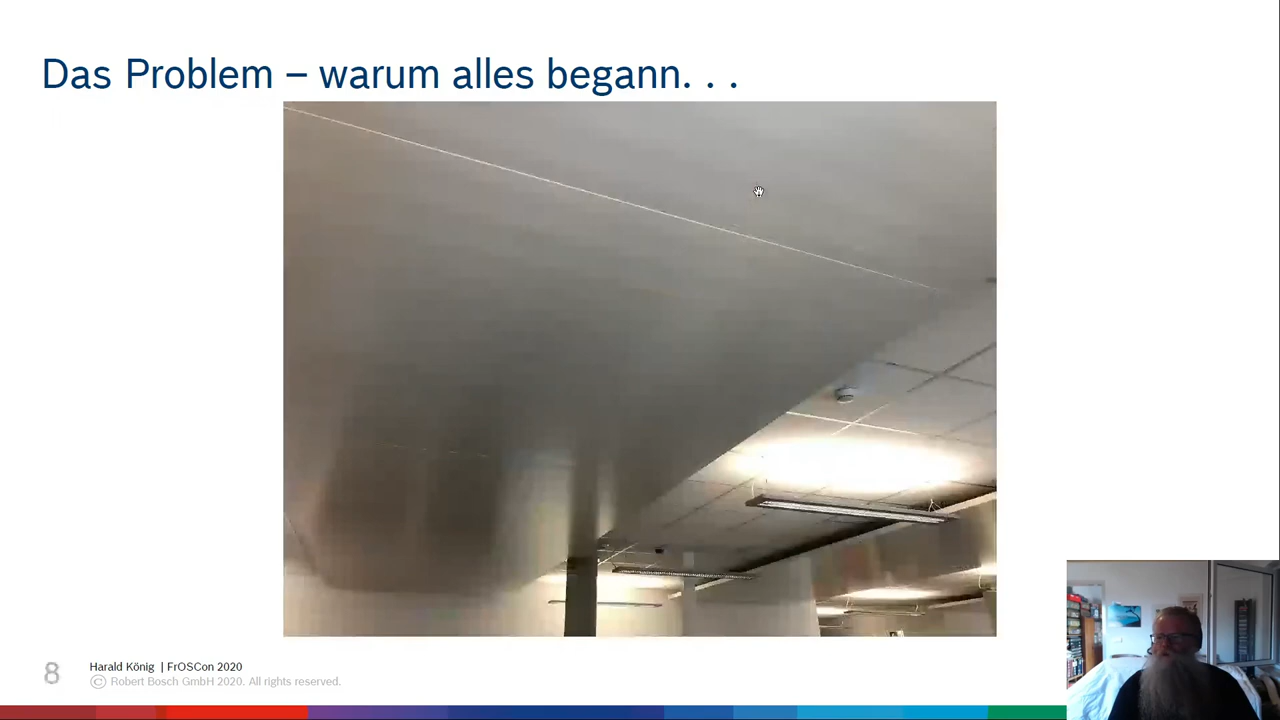 Das Problem – warum alles begann. . .
8
Harald König | FrOSCon 2020
© Robert Bosch GmbH 2020. All rights reserved.